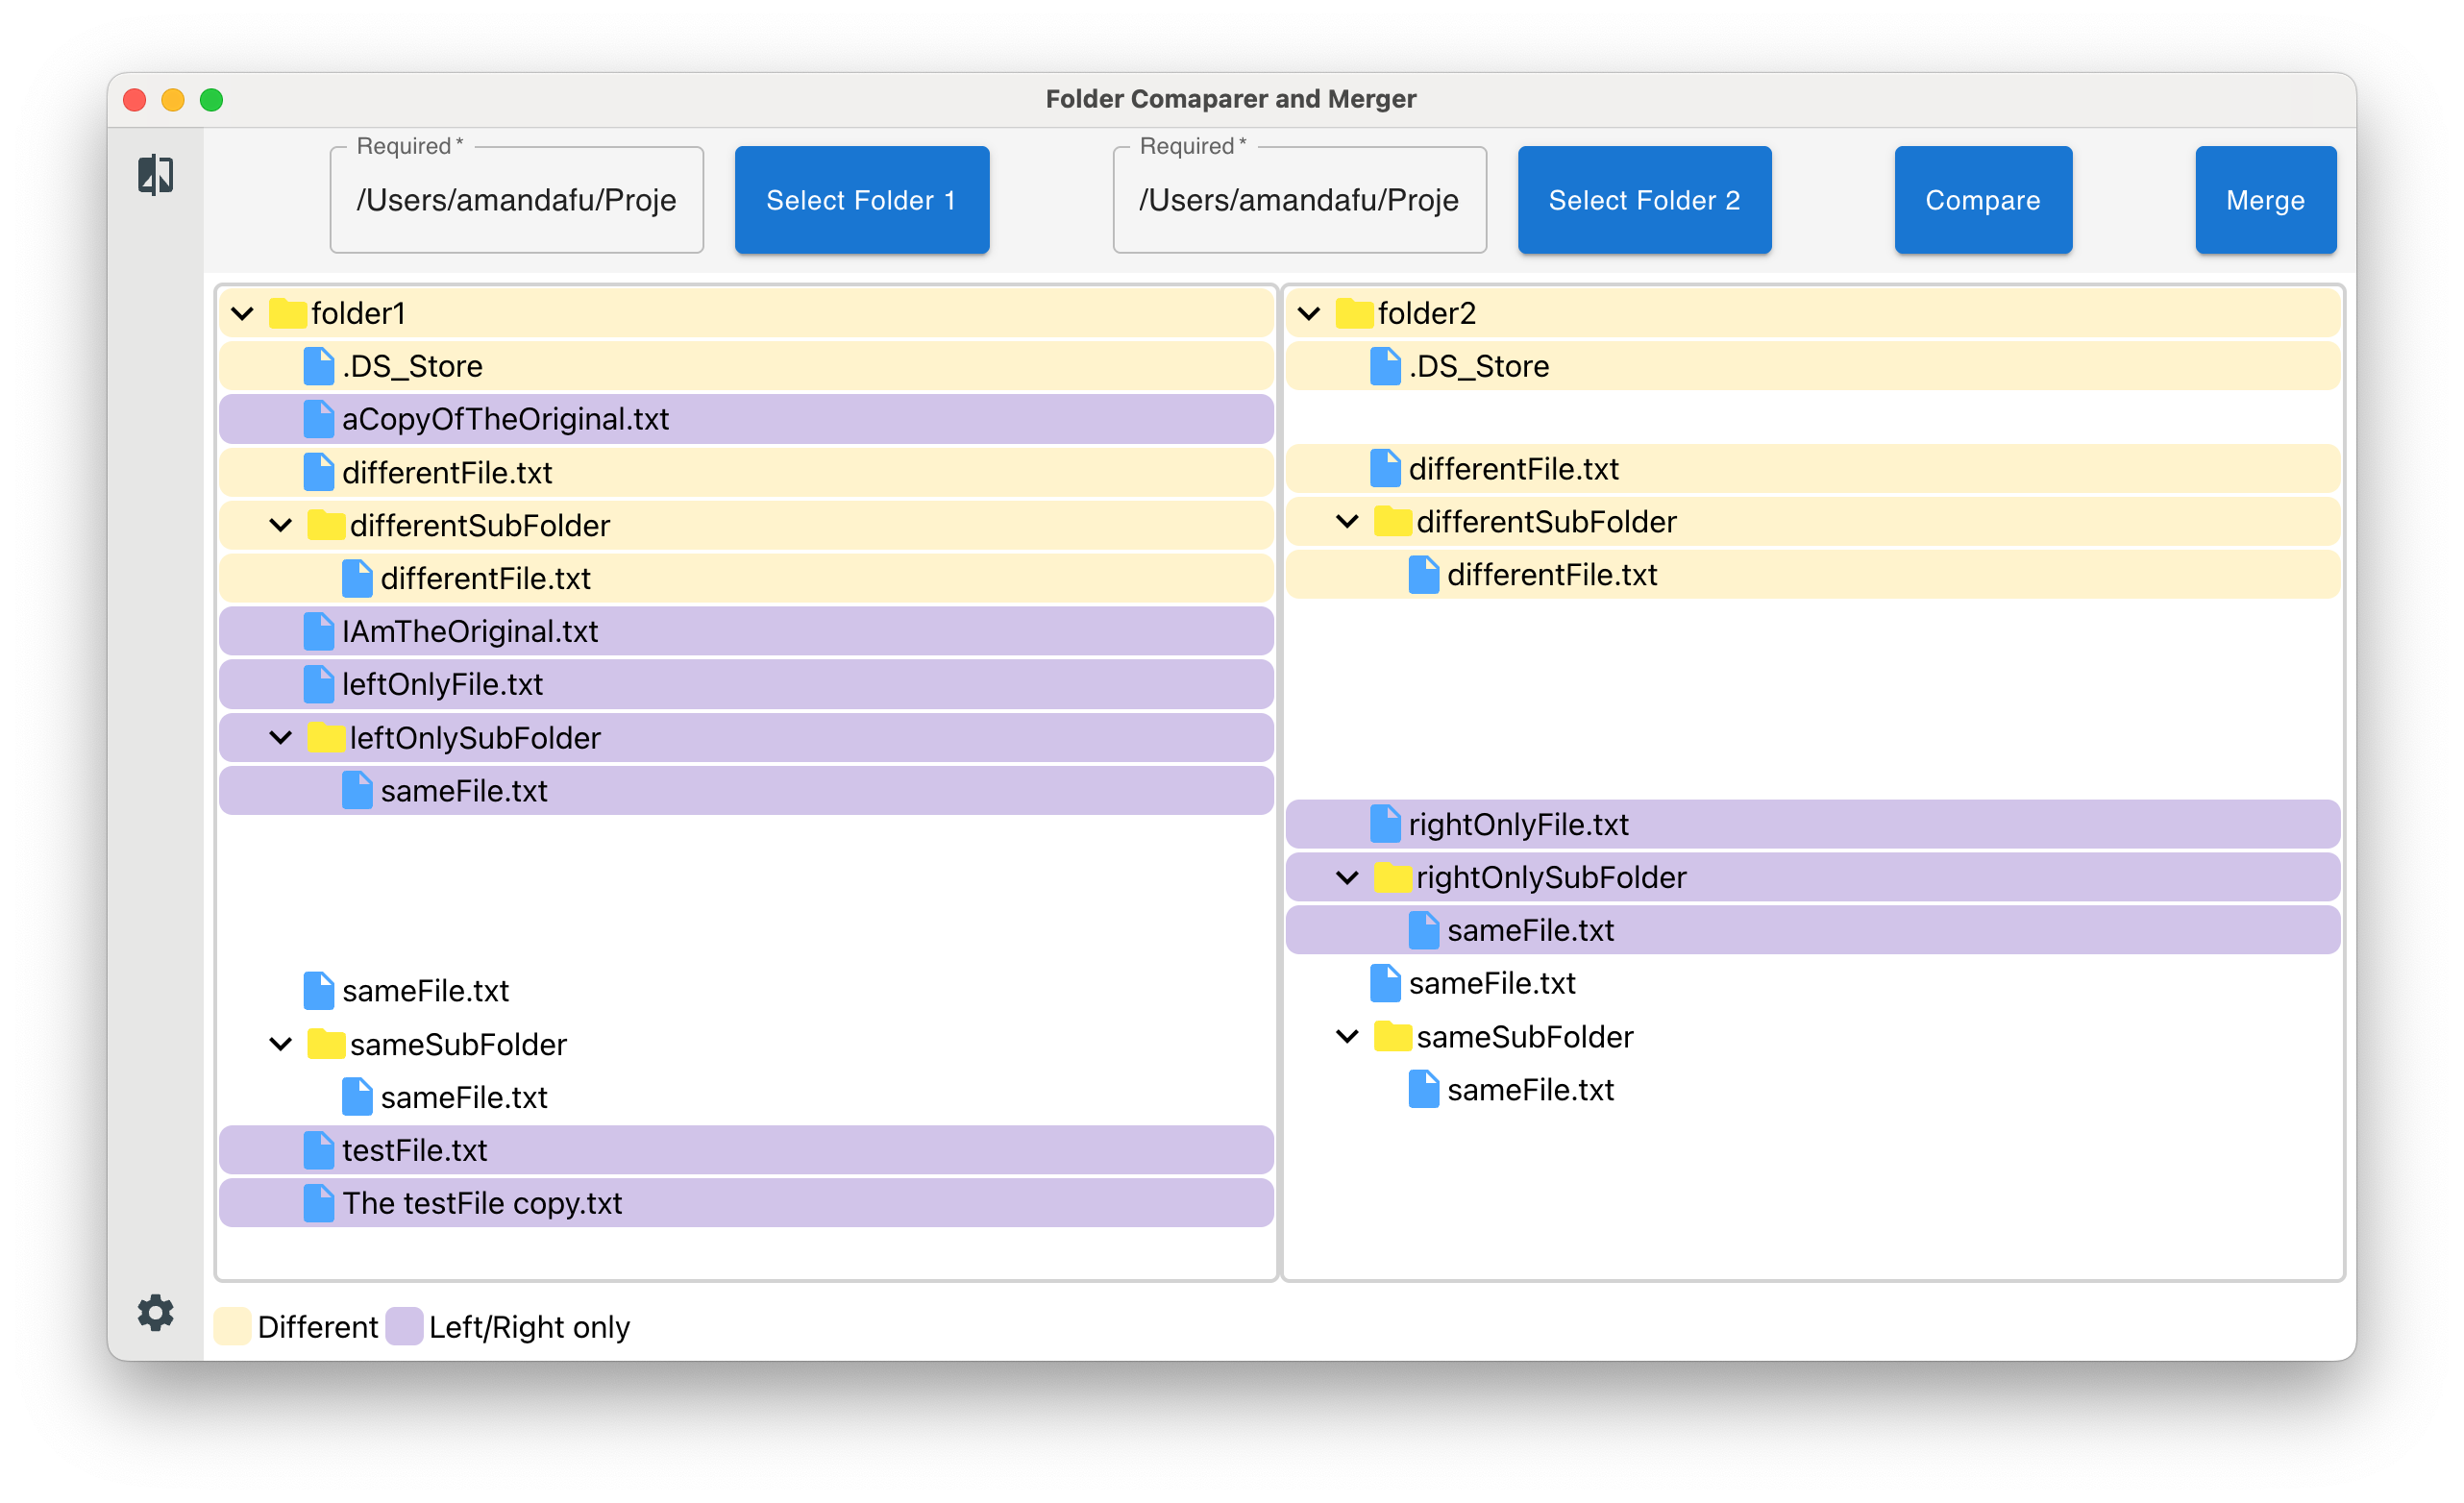 Folder Comaparer and Merger
Required *
/Users/amandafu/Proje
Select Folder 1
Required *
/Users/amandafu/Proje
Select Folder 2
Compare
Merge
folder1
.DS_Store
aCopyOfTheOriginal.txt
differentFile.txt
differentSubFolder
differentFile.txt
IAmTheOriginal.txt
leftOnlyFile.txt
leftOnlySubFolder
sameFile.txt
sameFile.txt
sameSubFolder
sameFile.txt
testFile.txt
The testFile copy.txt
folder2
.DS_Store
differentFile.txt
differentSubFolder
differentFile.txt
rightOnlyFile.txt
rightOnlySubFolder
sameFile.txt
sameFile.txt
sameSubFolder
sameFile.txt
Different
Left/Right only